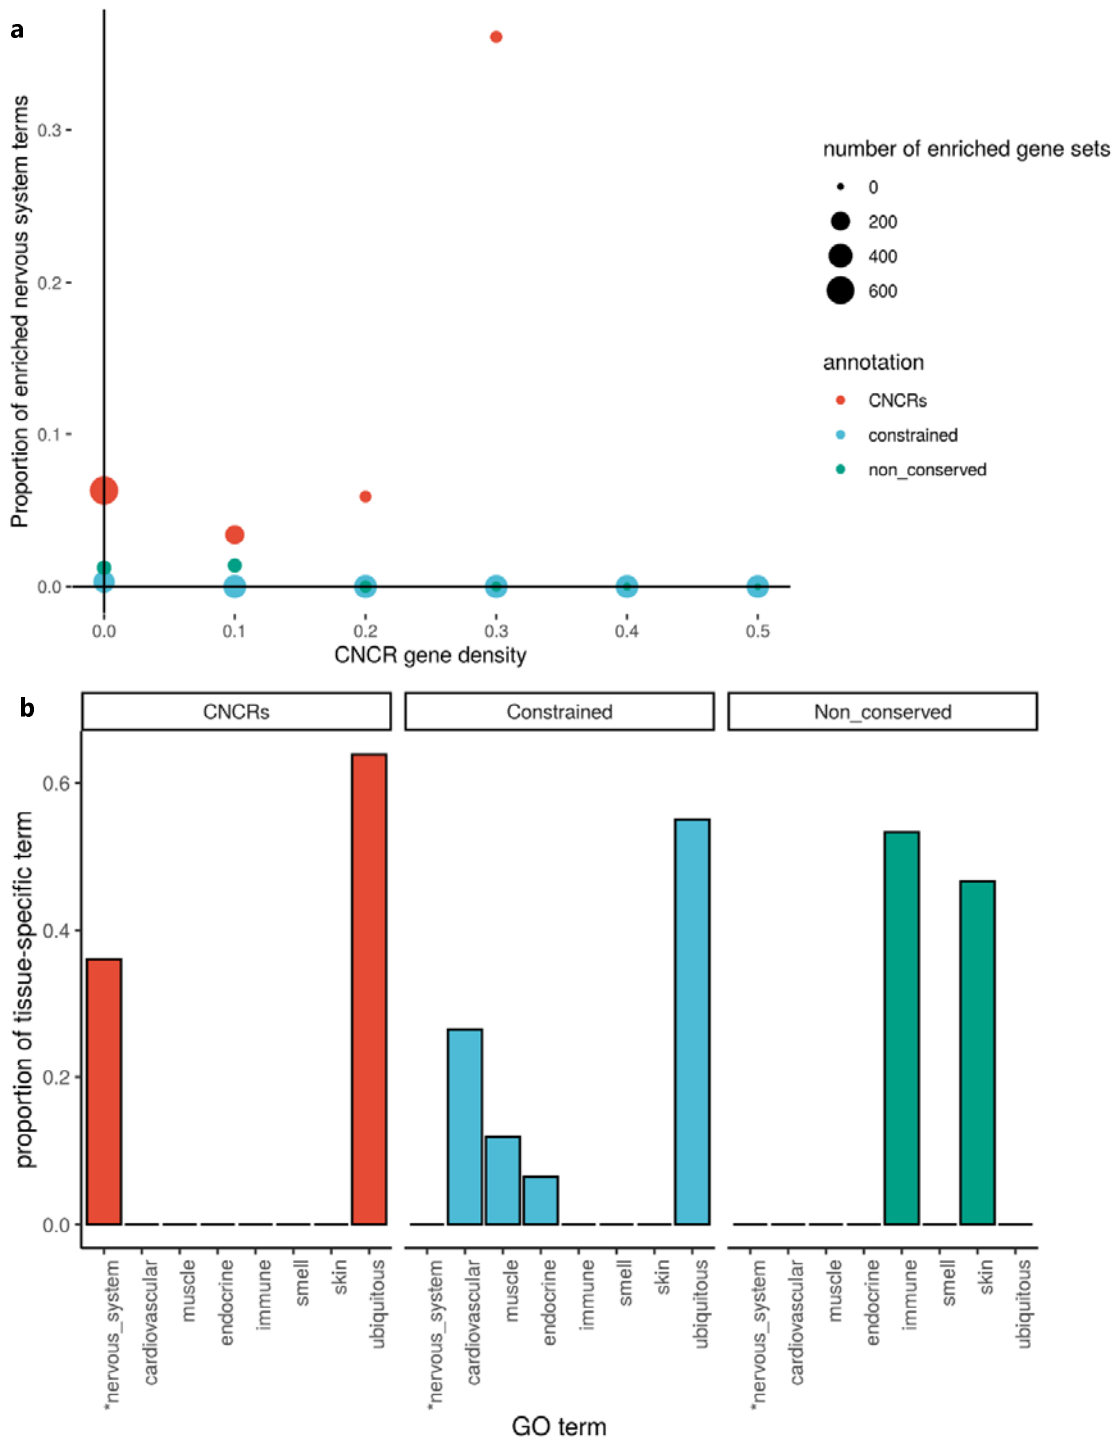 a
Proportion of enriched nervous system terms
0.3
0.2
0.1
0.0
0.0 0.1 0.2 0.3 0.4 0.5
CNCR gene density
number of enriched gene sets
0
200
400
600
annotation
CNCRs
constrained
non_conserved
b
CNCRs Constrained Non_conserved
proportion of tissue-specific term
0.6
0.4
0.2
0.0
*nervous_system
cardiovascular
muscle
endocrine
immune
smell
skin
ubiquitous
*nervous_system
cardiovascular
muscle
endocrine
immune
smell
skin
ubiquitous
*nervous_system
cardiovascular
muscle
endocrine
immune
smell
skin
ubiquitous
GO term